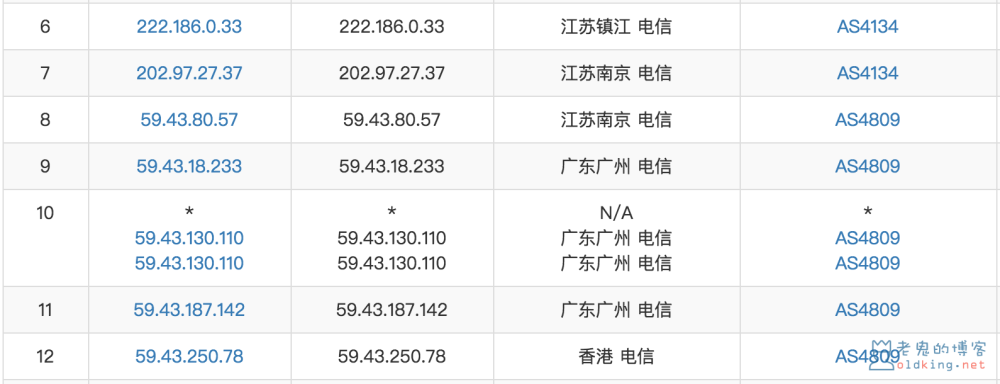 6 222.186.0.33 222.186.0.33 江苏镇江 电信 AS4134
7 202.97.27.37 202.97.27.37 江苏南京 电信 AS4134
8 59.43.80.57 59.43.80.57 江苏南京 电信 AS4809
9 59.43.18.233 59.43.18.233 广东广州 电信 AS4809
10 * * N/A *
59.43.130.110 59.43.130.110 广东广州 电信 AS4809
59.43.130.110 59.43.130.110 广东广州 电信 AS4809
11 59.43.187.142 59.43.187.142 广东广州 电信 AS4809
12 59.43.250.78 59.43.250.78 香港 电信 AS4809
老鬼的博客
oldking.net